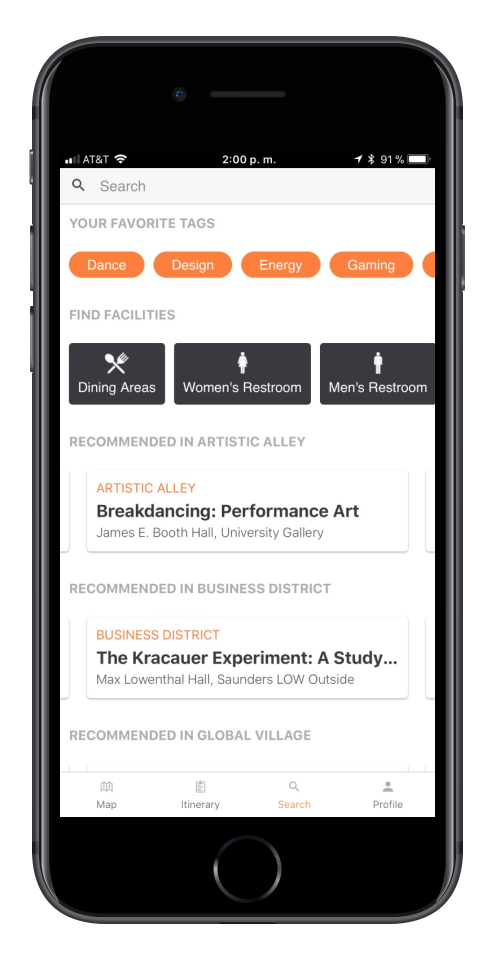 AT&T 2:00 p. m. 91 %
Search
YOUR FAVORITE TAGS
Dance Design Energy Gaming
FIND FACILITIES
Dining Areas Women's Restroom Men's Restroom
RECOMMENDED IN ARTISTIC ALLEY
ARTISTIC ALLEY
Breakdancing: Performance Art
James E. Booth Hall, University Gallery
RECOMMENDED IN BUSINESS DISTRICT
BUSINESS DISTRICT
The Kracauer Experiment: A Study...
Max Lowenthal Hall, Saunders LOW Outside
RECOMMENDED IN GLOBAL VILLAGE
Map Itinerary Search Profile